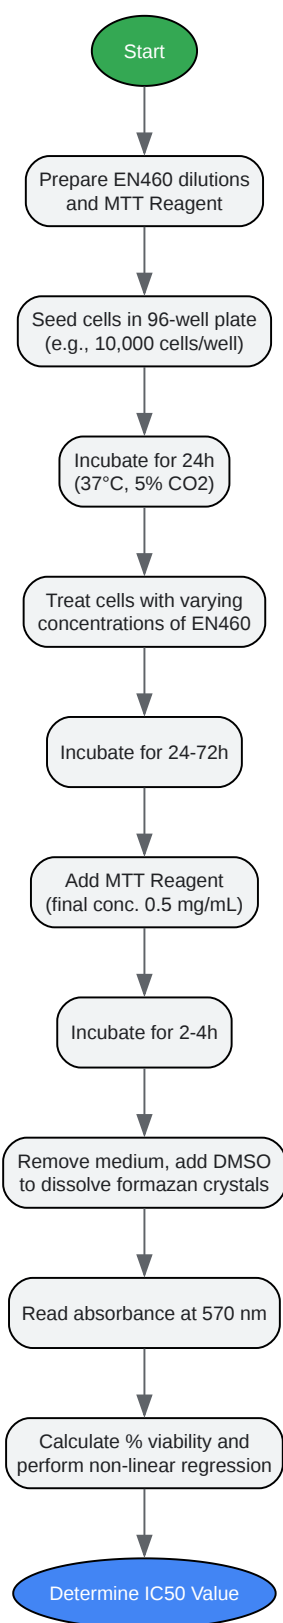 Start
Prepare EN460 dilutions
and MTT Reagent
Seed cells in 96-well plate
(e.g., 10,000 cells/well)
Incubate for 24h
(37°C, 5% CO2)
Treat cells with varying
concentrations of EN460
Incubate for 24-72h
Add MTT Reagent
(final conc. 0.5 mg/mL)
Incubate for 2-4h
Remove medium, add DMSO
to dissolve formazan crystals
Read absorbance at 570 nm
Calculate % viability and
perform non-linear regression
Determine IC50 Value